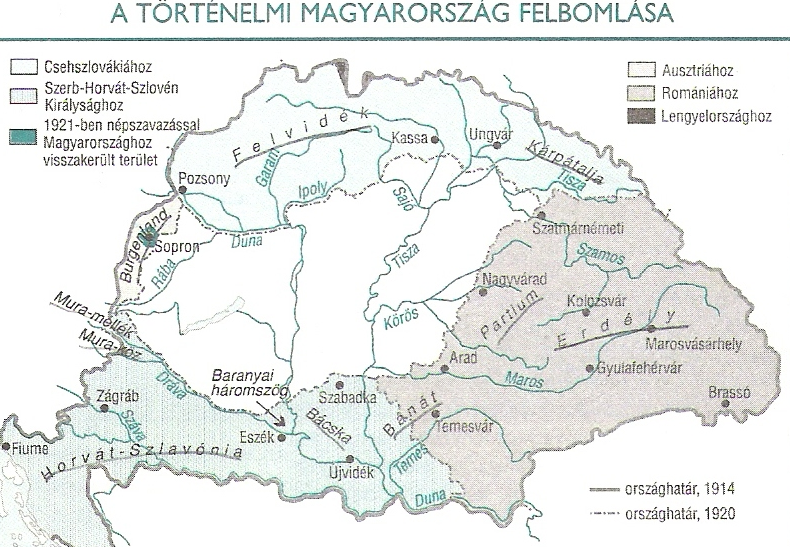 A TÖRTÉNELMI MAGYARORSZÁG FELBOMLÁSA
Csehszlovákiához
Szerb-Horvát-Szlovén
Királysághoz
1921-ben népszavazással
Magyarországhoz
visszakerült terület
Ausztriához
Romániához
Lengyelországhoz
Felvidék
Kassa
Ungvár
Kárpátalja
Tisza
Garam
Ipoly
Sajó
Pozsony
Duna
Burgenland
Sopron
Rába
Szatmárnémeti
Szamos
Tisza
Nagyvárad
Partium
Kolozsvár
Erdély
Marosvásárhely
Körös
Mura-mellék
Mura-köz
Arad
Gyulafehérvár
Maros
Brassó
Dráva
Baranyai
háromszög
Szabadka
Bánát
Zágráb
Száva
Bácska
Temesvár
Eszék
Fiume
Horvát-Szlavónia
Újvidék
Temes
Duna
országhatár, 1914
országhatár, 1920